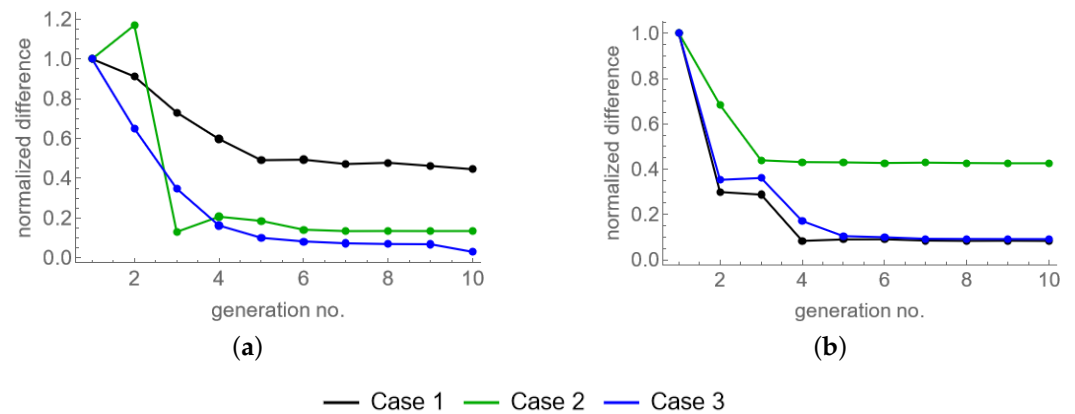 1.2
1.0
0.8
0.6
0.4
0.2
0.0
normalized difference
2 4 6 8 10
generation no.
(a)
1.0
0.8
0.6
0.4
0.2
0.0
normalized difference
2 4 6 8 10
generation no.
(b)
Case 1 Case 2 Case 3